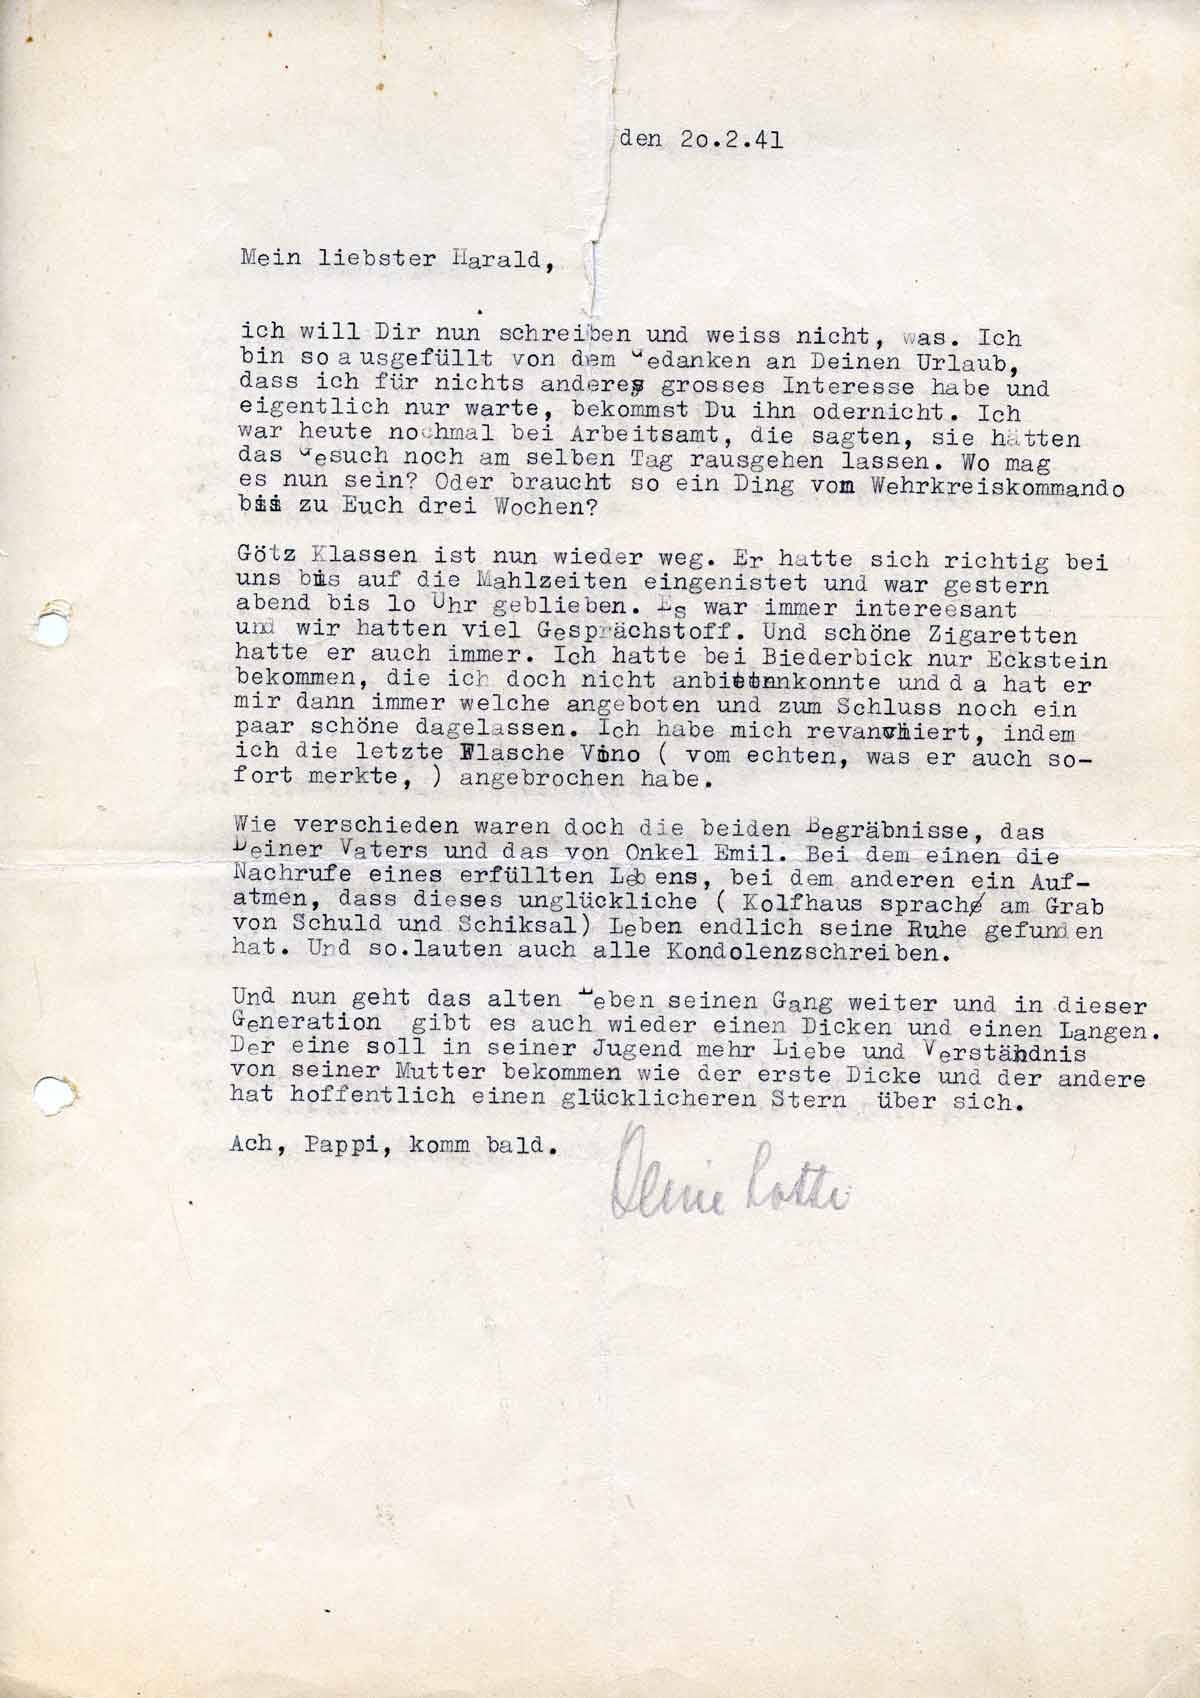 den 2o.2.41
Mein liebster Harald,
ich will Dir nun schreiben und weiss nicht, was. Ich
bin so ausgefüllt von dem Gedanken an Deinen Urlaub,
dass ich für nichts anderes grosses Interesse habe und
eigentlich nur warte, bekommst Du ihn odernicht. Ich
war heute nochmal bei Arbeitsamt, die sagten, sie hätten
das Gesuch noch am selben Tag rausgehen lassen. Wo mag
es nun sein? Oder braucht so ein Ding vom Wehrkreiskommando
bis zu Euch drei Wochen?
Götz Klassen ist nun wieder weg. Er hatte sich richtig bei
uns bis auf die Mahlzeiten eingenistet und war gestern
abend bis 1o Uhr geblieben. Es war immer intereesant
und wir hatten viel Gesprächstoff. Und schöne Zigaretten
hatte er auch immer. Ich hatte bei Biederbick nur Eckstein
bekommen, die ich doch nicht anbietenkonnte und d a hat er
mir dann immer welche angeboten und zum Schluss noch ein
paar schöne dagelassen. Ich habe mich revanchiert, indem
ich die letzte Flasche Vino ( vom echten, was er auch so-
fort merkte, ) angebrochen habe.
Wie verschieden waren doch die beiden Begräbnisse, das
Deiner Vaters und das von Onkel Emil. Bei dem einen die
Nachrufe eines erfüllten Lebens, bei dem anderen ein Auf-
atmen, dass dieses unglückliche ( Kolfhaus sprach am Grab
von Schuld und Schiksal) Leben endlich seine Ruhe gefunden
hat. Und so.lauten auch alle Kondolenzschreiben.
Und nun geht das alten Leben seinen Gang weiter und in dieser
Generation gibt es auch wieder einen Dicken und einen Langen.
Der eine soll in seiner Jugend mehr Liebe und Verständnis
von seiner Mutter bekommen wie der erste Dicke und der andere
hat hoffentlich einen glücklicheren Stern über sich.
Ach, Pappi, komm bald.
Deine Lotte